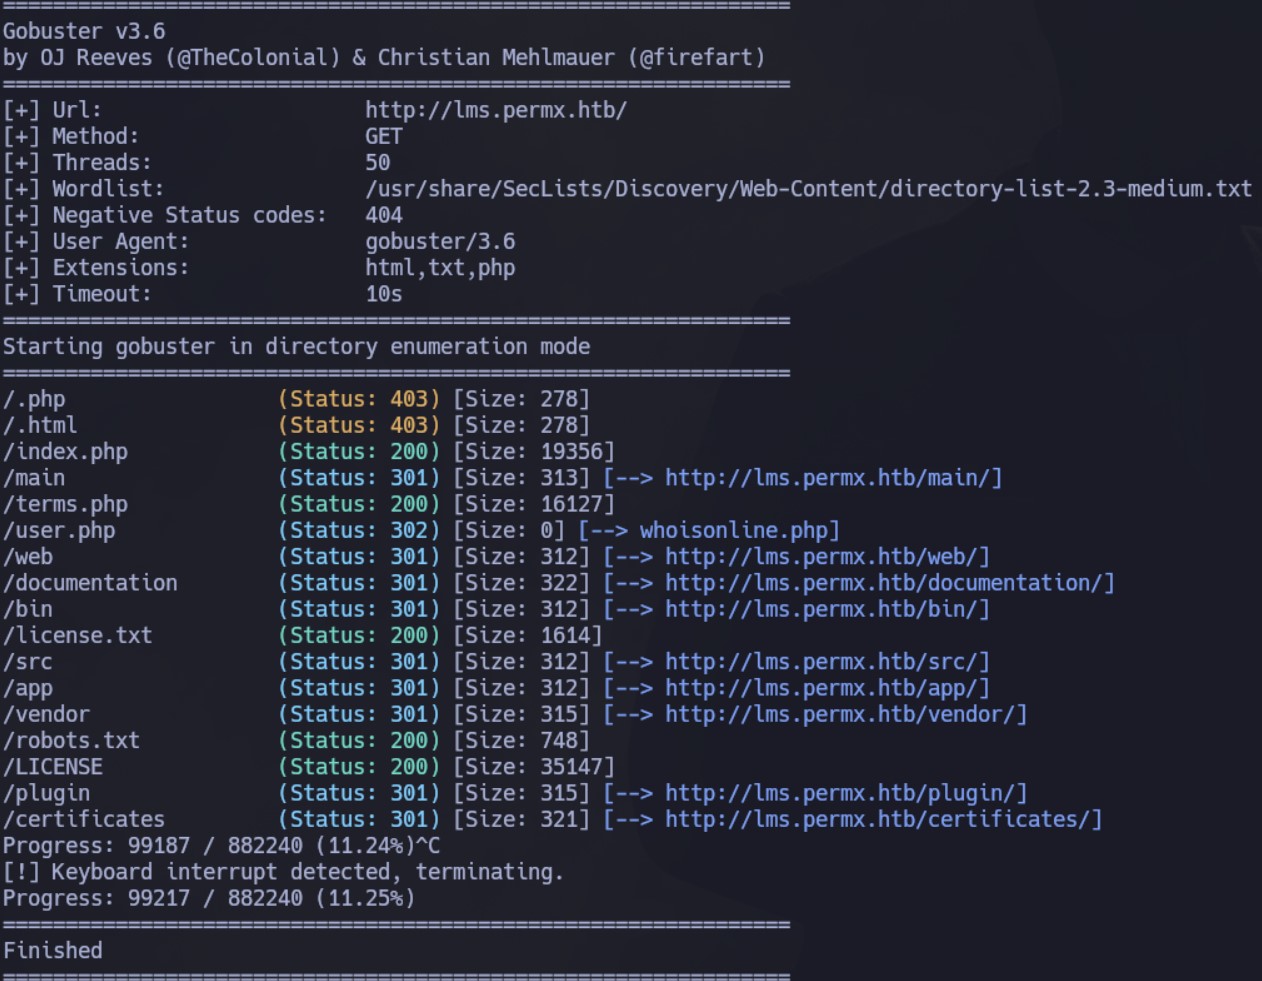 ===============================================================
Gobuster v3.6
by OJ Reeves (@TheColonial) & Christian Mehlmauer (@firefart)
===============================================================
[+] Url:                     http://lms.permx.htb/
[+] Method:                  GET
[+] Threads:                 50
[+] Wordlist:                /usr/share/SecLists/Discovery/Web-Content/directory-list-2.3-medium.txt
[+] Negative Status codes:   404
[+] User Agent:              gobuster/3.6
[+] Extensions:              html,txt,php
[+] Timeout:                 10s
===============================================================
Starting gobuster in directory enumeration mode
===============================================================
/.php                 (Status: 403) [Size: 278]
/.html                (Status: 403) [Size: 278]
/index.php            (Status: 200) [Size: 19356]
/main                 (Status: 301) [Size: 313] [--> http://lms.permx.htb/main/]
/terms.php            (Status: 200) [Size: 16127]
/user.php             (Status: 302) [Size: 0] [--> whoisonline.php]
/web                  (Status: 301) [Size: 312] [--> http://lms.permx.htb/web/]
/documentation        (Status: 301) [Size: 322] [--> http://lms.permx.htb/documentation/]
/bin                  (Status: 301) [Size: 312] [--> http://lms.permx.htb/bin/]
/license.txt          (Status: 200) [Size: 1614]
/src                  (Status: 301) [Size: 312] [--> http://lms.permx.htb/src/]
/app                  (Status: 301) [Size: 312] [--> http://lms.permx.htb/app/]
/vendor               (Status: 301) [Size: 315] [--> http://lms.permx.htb/vendor/]
/robots.txt           (Status: 200) [Size: 748]
/LICENSE              (Status: 200) [Size: 35147]
/plugin               (Status: 301) [Size: 315] [--> http://lms.permx.htb/plugin/]
/certificates         (Status: 301) [Size: 321] [--> http://lms.permx.htb/certificates/]
Progress: 99187 / 882240 (11.24%)^C
[!] Keyboard interrupt detected, terminating.
Progress: 99217 / 882240 (11.25%)
===============================================================
Finished
===============================================================